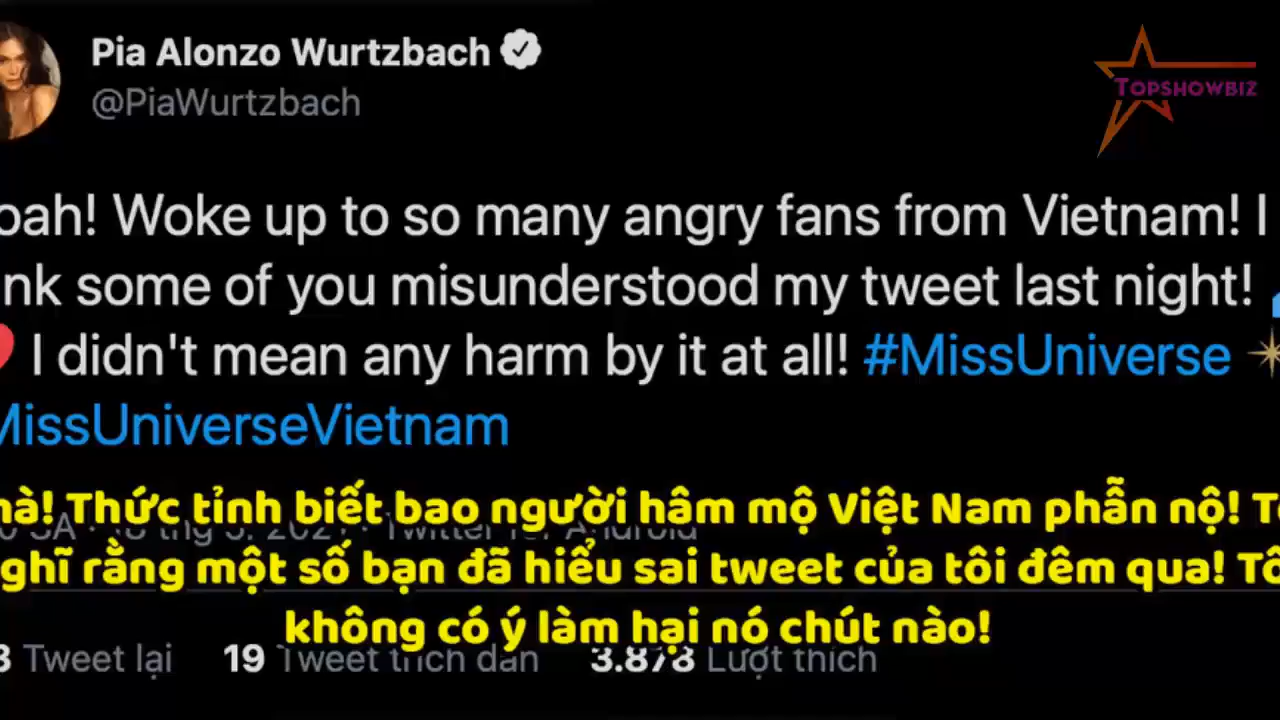 Pia Alonzo Wurtzbach
@PiaWurtzbach
TOPSHOWBIZ
oah! Woke up to so many angry fans from Vietnam! I
nk some of you misunderstood my tweet last night!
I didn't mean any harm by it at all! #MissUniverse
MissUniverseVietnam
hà! Thức tỉnh biết bao người hâm mộ Việt Nam phẫn nộ! T
ghĩ rằng một số bạn đã hiểu sai tweet của tôi đêm qua! Tô
không có ý làm hại nó chút nào!
Tweet lại 19 Tweet trích dẫn 3.878 Lượt thích